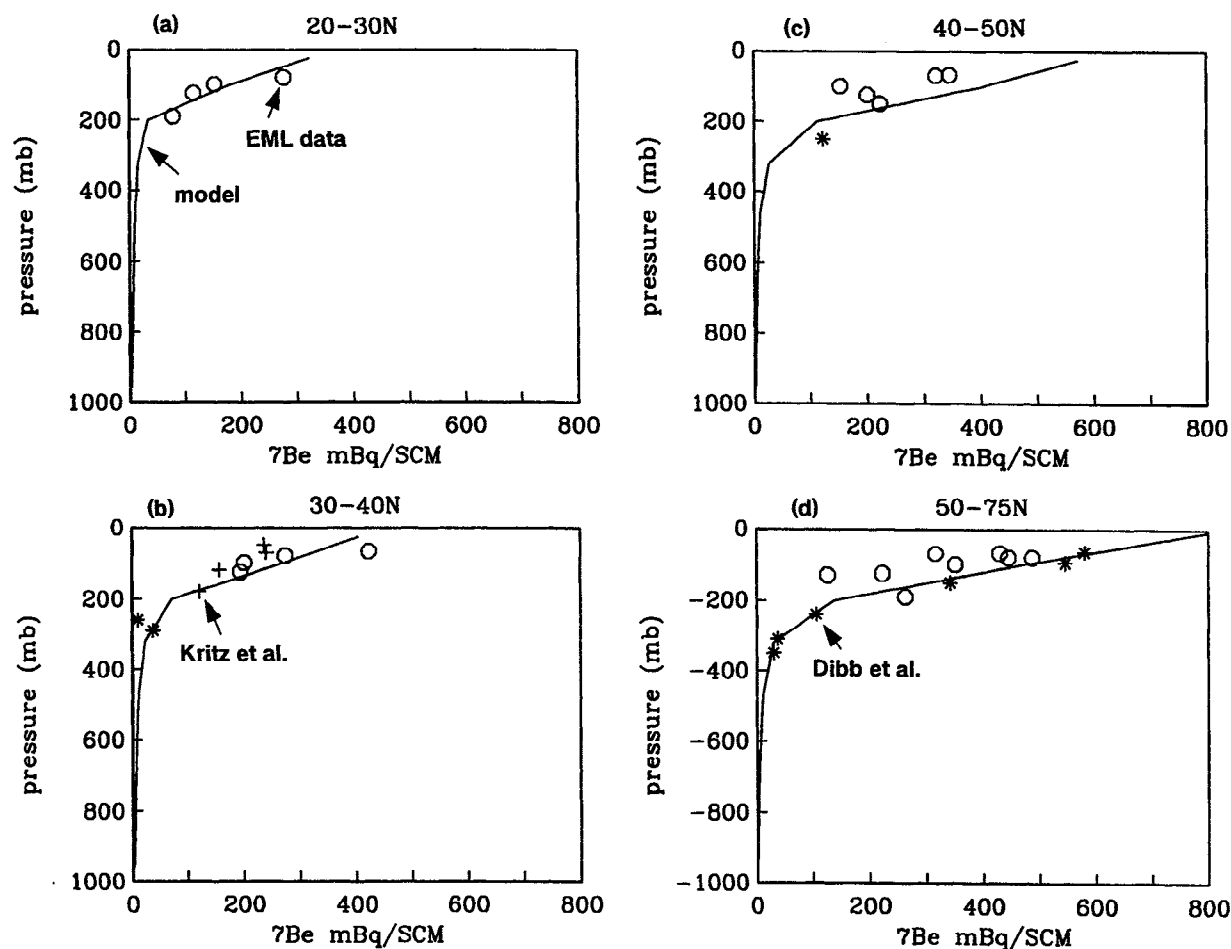 (a) 20-30N
0
200
400
600
800
1000
pressure (mb)
EML data
model
0 200 400 600 800
7Be mBq/SCM
(c) 40-50N
0
200
400
600
800
1000
pressure (mb)
0 200 400 600 800
7Be mBq/SCM
(b) 30-40N
0
200
400
600
800
1000
pressure (mb)
Kritz et al.
0 200 400 600 800
7Be mBq/SCM
(d) 50-75N
0
-200
-400
-600
-800
-1000
pressure (mb)
Dibb et al.
0 200 400 600 800
7Be mBq/SCM